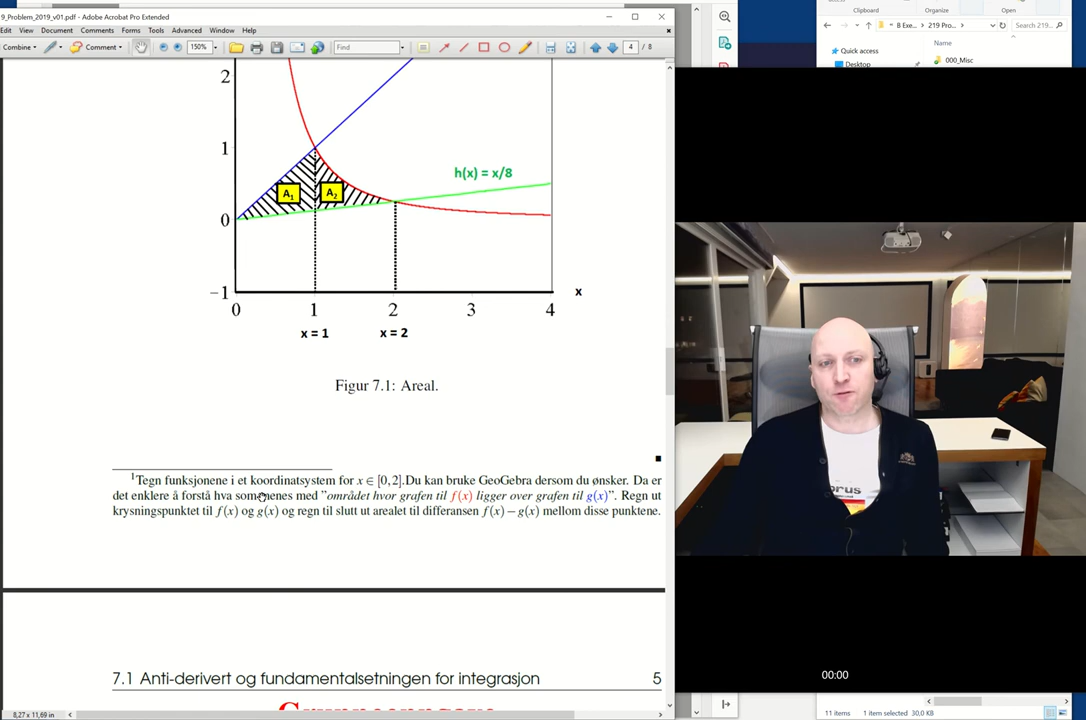 9_Problem_2019_v01.pdf - Adobe Acrobat Pro Extended
Edit View Document Comments Forms Tools Advanced Window Help
Combine Comment 150% Find 4 / 8
2
1
0
−1
A1
A2
h(x) = x/8
0 1 2 3 4
x
x = 1 x = 2
Figur 7.1: Areal.
1Tegn funksjonene i et koordinatsystem for x ∈ [0,2].Du kan bruke GeoGebra dersom du ønsker. Da er
det enklere å forstå hva som menes med "området hvor grafen til f(x) ligger over grafen til g(x)". Regn ut
krysningspunktet til f(x) og g(x) og regn til slutt ut arealet til differansen f(x) − g(x) mellom disse punktene.
7.1 Anti-derivert og fundamentalsetningen for integrasjon 5
8,27 x 11,69 in
Clipboard Organize Open
B Exe... 219 Pro... Search 219...
Quick access
Desktop
Name
000_Misc
orus
00:00
11 items 1 item selected 30,0 KB